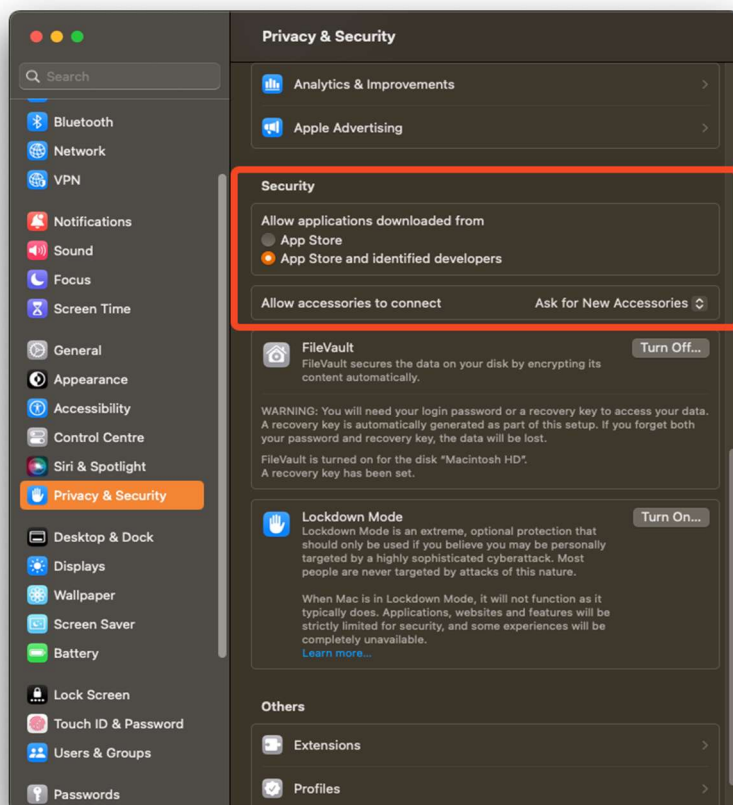 Privacy & Security
Search
Bluetooth
Network
VPN
Notifications
Sound
Focus
Screen Time
General
Appearance
Accessibility
Control Centre
Siri & Spotlight
Privacy & Security
Desktop & Dock
Displays
Wallpaper
Screen Saver
Battery
Lock Screen
Touch ID & Password
Users & Groups
Passwords
Analytics & Improvements
Apple Advertising
Security
Allow applications downloaded from
App Store
App Store and identified developers
Allow accessories to connect Ask for New Accessories
FileVault Turn Off...
FileVault secures the data on your disk by encrypting its
content automatically.
WARNING: You will need your login password or a recovery key to access your data.
A recovery key is automatically generated as part of this setup. If you forget both
your password and recovery key, the data will be lost.
FileVault is turned on for the disk “Macintosh HD”.
A recovery key has been set.
Lockdown Mode Turn On...
Lockdown Mode is an extreme, optional protection that
should only be used if you believe you may be personally
targeted by a highly sophisticated cyberattack. Most
people are never targeted by attacks of this nature.
When Mac is in Lockdown Mode, it will not function as it
typically does. Applications, websites and features will be
strictly limited for security, and some experiences will be
completely unavailable.
Learn more...
Others
Extensions
Profiles